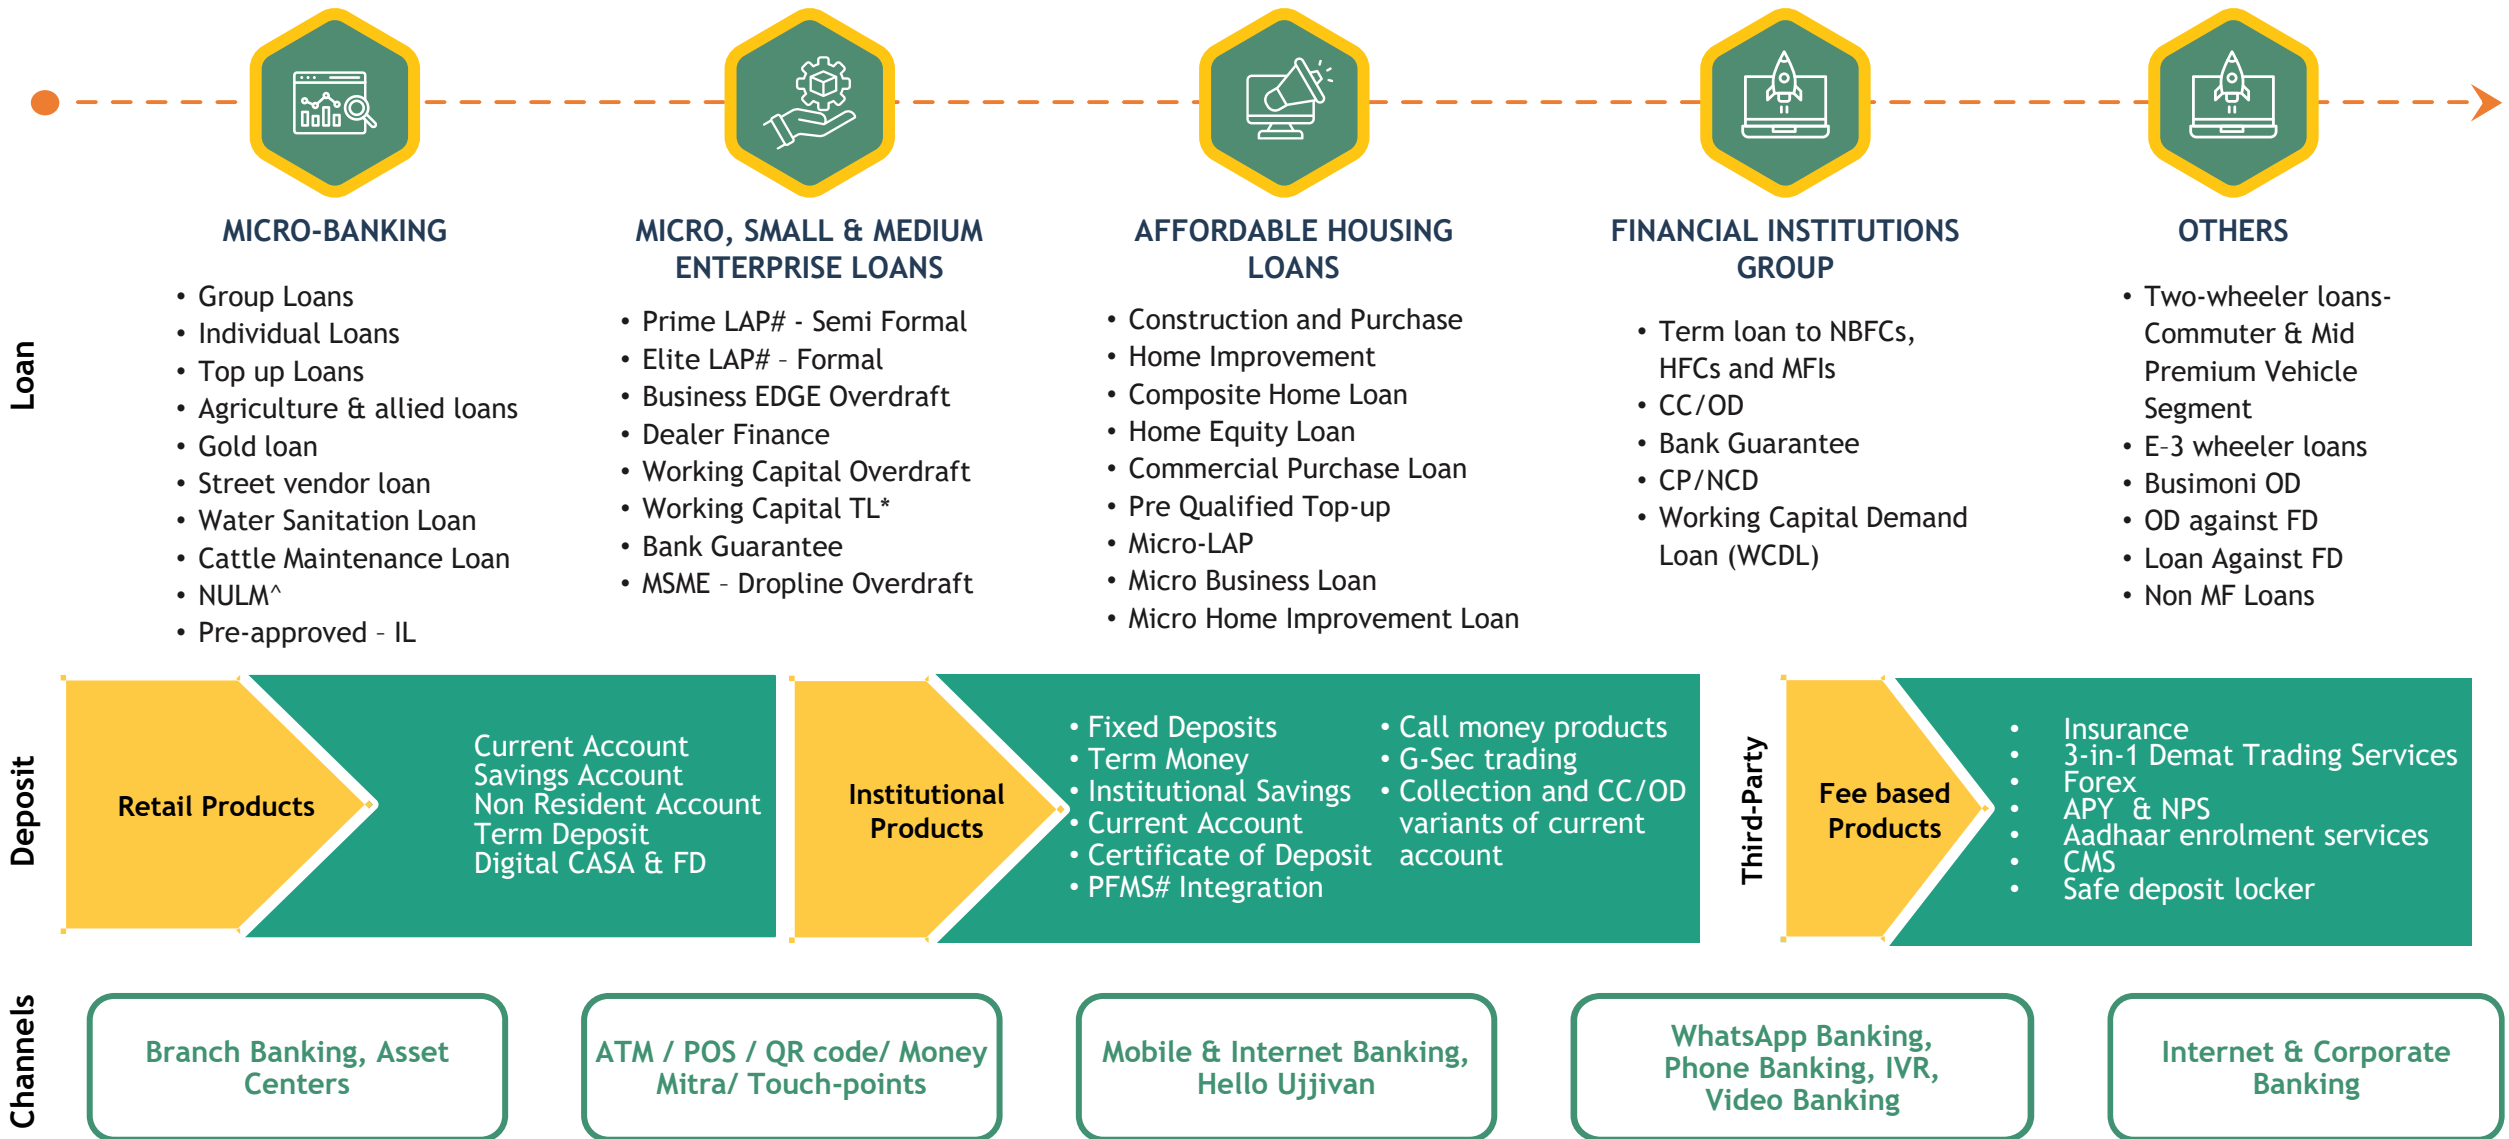 Loan
MICRO-BANKING
• Group Loans
• Individual Loans
• Top up Loans
• Agriculture & allied loans
• Gold loan
• Street vendor loan
• Water Sanitation Loan
• Cattle Maintenance Loan
• NULM^
• Pre-approved – IL
MICRO, SMALL & MEDIUM
ENTERPRISE LOANS
• Prime LAP# - Semi Formal
• Elite LAP# – Formal
• Business EDGE Overdraft
• Dealer Finance
• Working Capital Overdraft
• Working Capital TL*
• Bank Guarantee
• MSME – Dropline Overdraft
AFFORDABLE HOUSING
LOANS
• Construction and Purchase
• Home Improvement
• Composite Home Loan
• Home Equity Loan
• Commercial Purchase Loan
• Pre Qualified Top-up
• Micro-LAP
• Micro Business Loan
• Micro Home Improvement Loan
FINANCIAL INSTITUTIONS
GROUP
• Term loan to NBFCs,
HFCs and MFIs
• CC/OD
• Bank Guarantee
• CP/NCD
• Working Capital Demand
Loan (WCDL)
OTHERS
• Two-wheeler loans-
Commuter & Mid
Premium Vehicle
Segment
• E–3 wheeler loans
• Busimoni OD
• OD against FD
• Loan Against FD
• Non MF Loans
Deposit
Retail Products
Current Account
Savings Account
Non Resident Account
Term Deposit
Digital CASA & FD
Institutional
Products
• Fixed Deposits
• Term Money
• Institutional Savings
• Current Account
• Certificate of Deposit
• PFMS# Integration
• Call money products
• G-Sec trading
• Collection and CC/OD
variants of current
account
Third-Party
Fee based
Products
• Insurance
• 3-in-1 Demat Trading Services
• Forex
• APY & NPS
• Aadhaar enrolment services
• CMS
• Safe deposit locker
Channels
Branch Banking, Asset
Centers
ATM / POS / QR code/ Money
Mitra/ Touch-points
Mobile & Internet Banking,
Hello Ujjivan
WhatsApp Banking,
Phone Banking, IVR,
Video Banking
Internet & Corporate
Banking